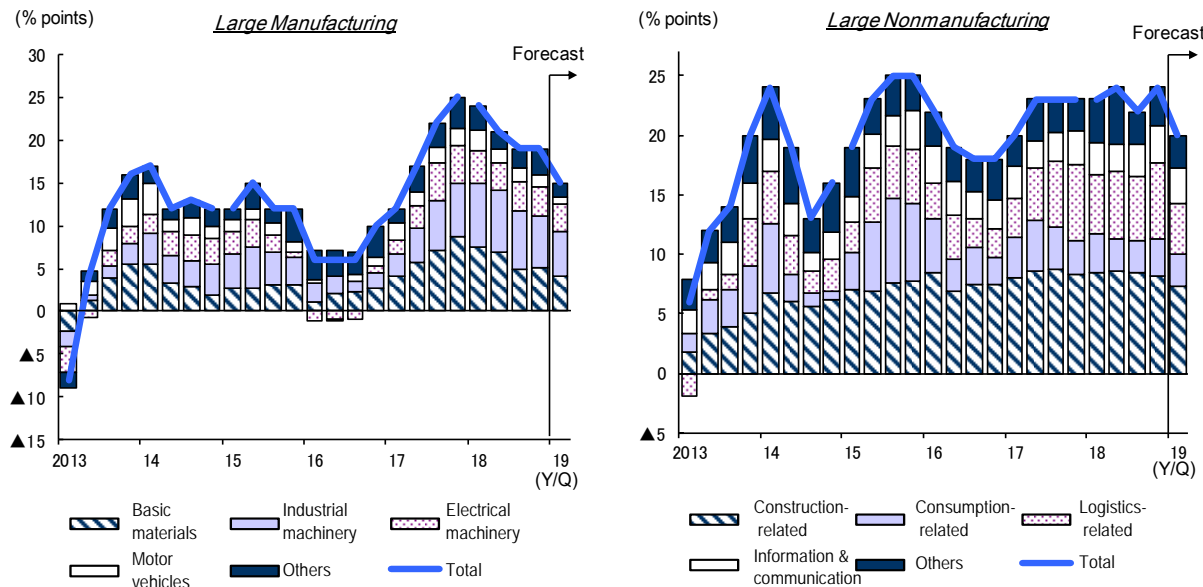 (% points)
Large Manufacturing
Forecast
30
25
20
15
10
5
0
▲5
▲10
▲15
2013
14
15
16
17
18
19
(Y/Q)
Basic
materials
Industrial
machinery
Electrical
machinery
Motor
vehicles
Others
Total
(% points)
Large Nonmanufacturing
Forecast
25
20
15
10
5
0
▲5
2013
14
15
16
17
18
19
(Y/Q)
Construction-
related
Consumption-
related
Logistics-
related
Information &
communication
Others
Total